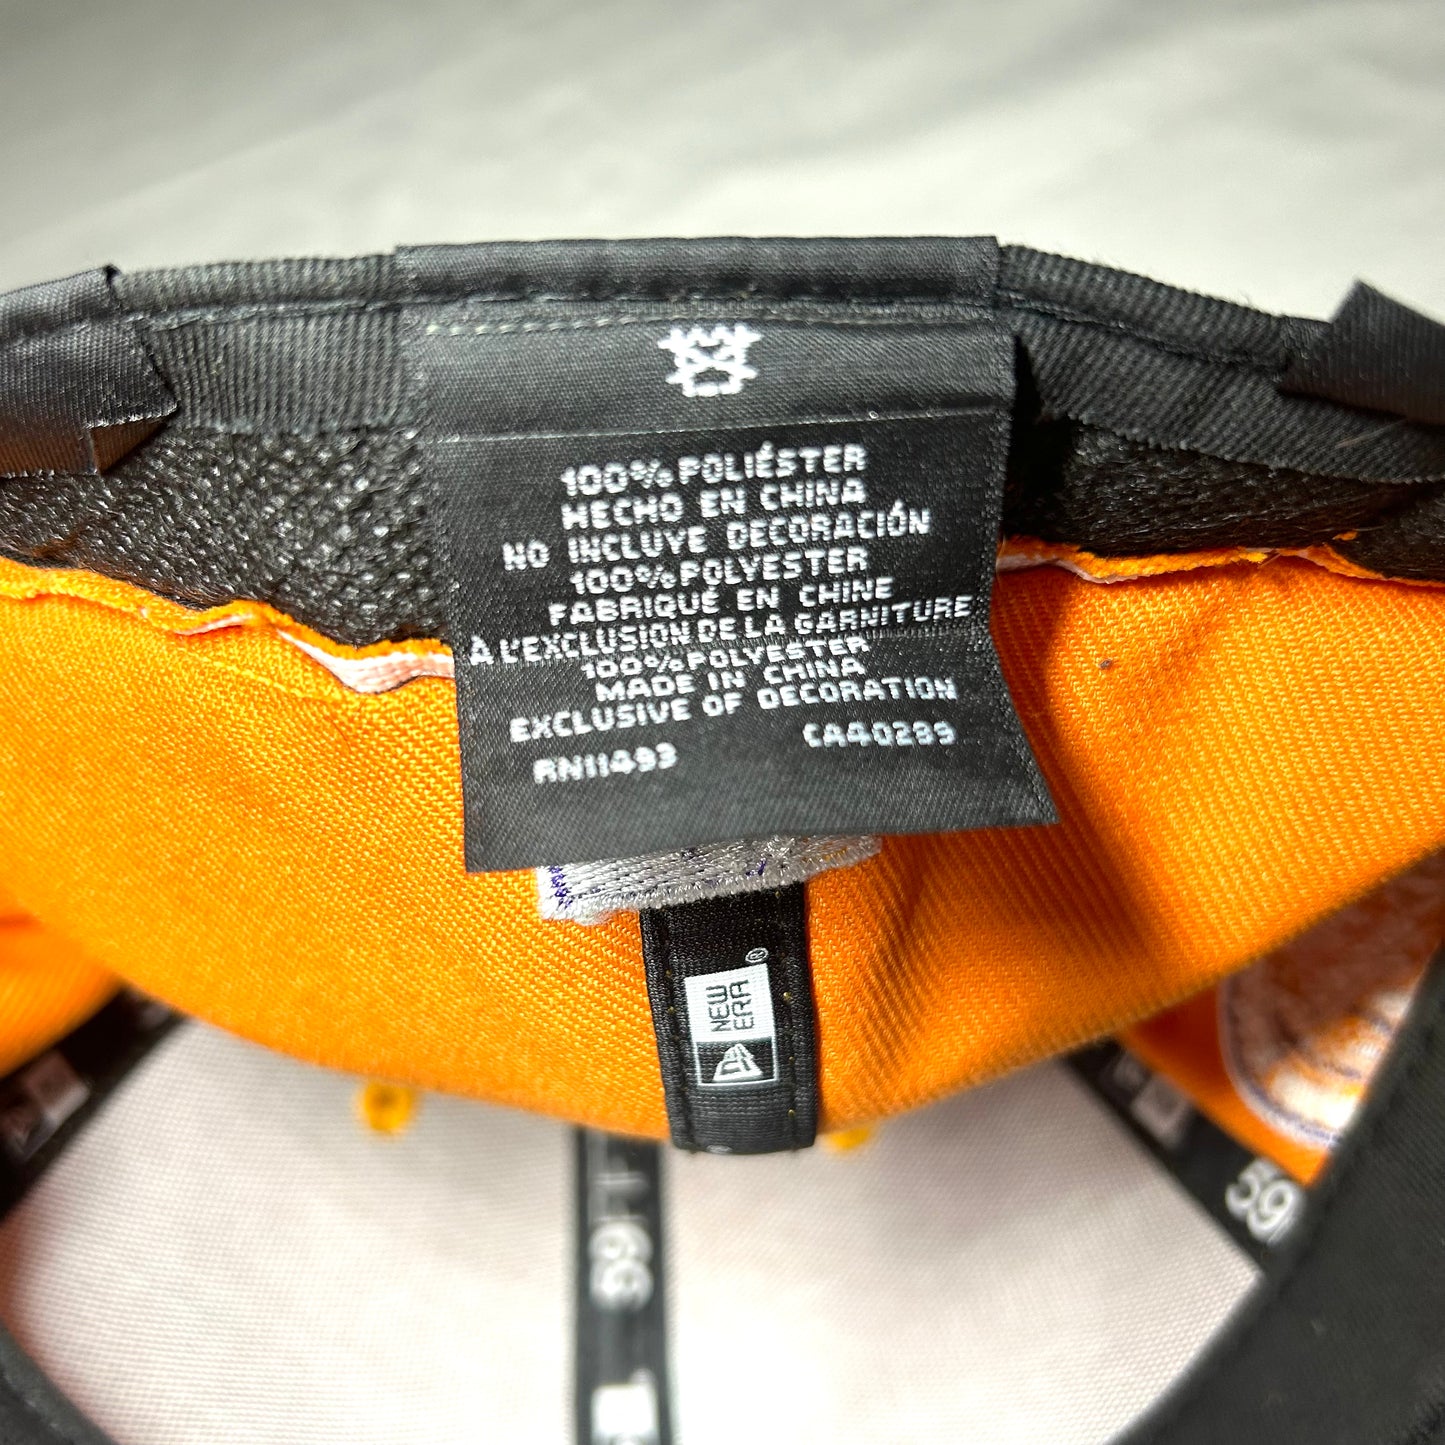 100% POLIÉSTER
HECHO EN CHINA
NO INCLUYE DECORACIÓN
100% POLYESTER
FABRIQUÉ EN CHINE
À L'EXCLUSION DE LA GARNITURE
100% POLYESTER
MADE IN CHINA
EXCLUSIVE OF DECORATION
RN11493 CA40289
NEW
ERA®
59